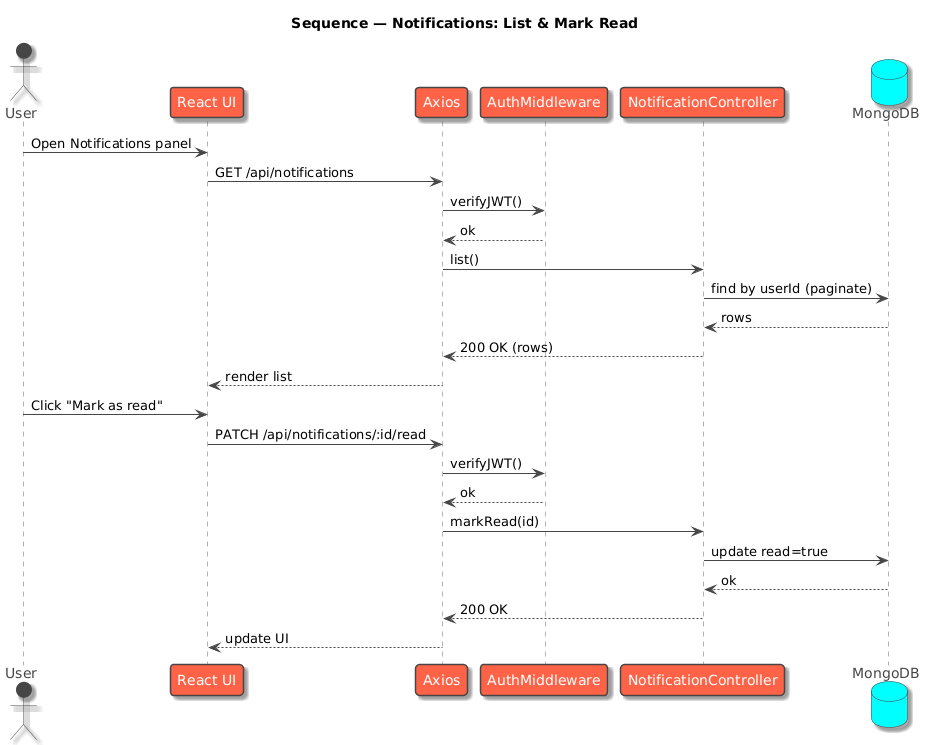 Sequence — Notifications: List & Mark Read
User
React UI
Axios
AuthMiddleware
NotificationController
MongoDB
Open Notifications panel
GET /api/notifications
verifyJWT()
ok
list()
find by userId (paginate)
rows
200 OK (rows)
render list
Click "Mark as read"
PATCH /api/notifications/:id/read
verifyJWT()
ok
markRead(id)
update read=true
ok
200 OK
update UI
User
React UI
Axios
AuthMiddleware
NotificationController
MongoDB